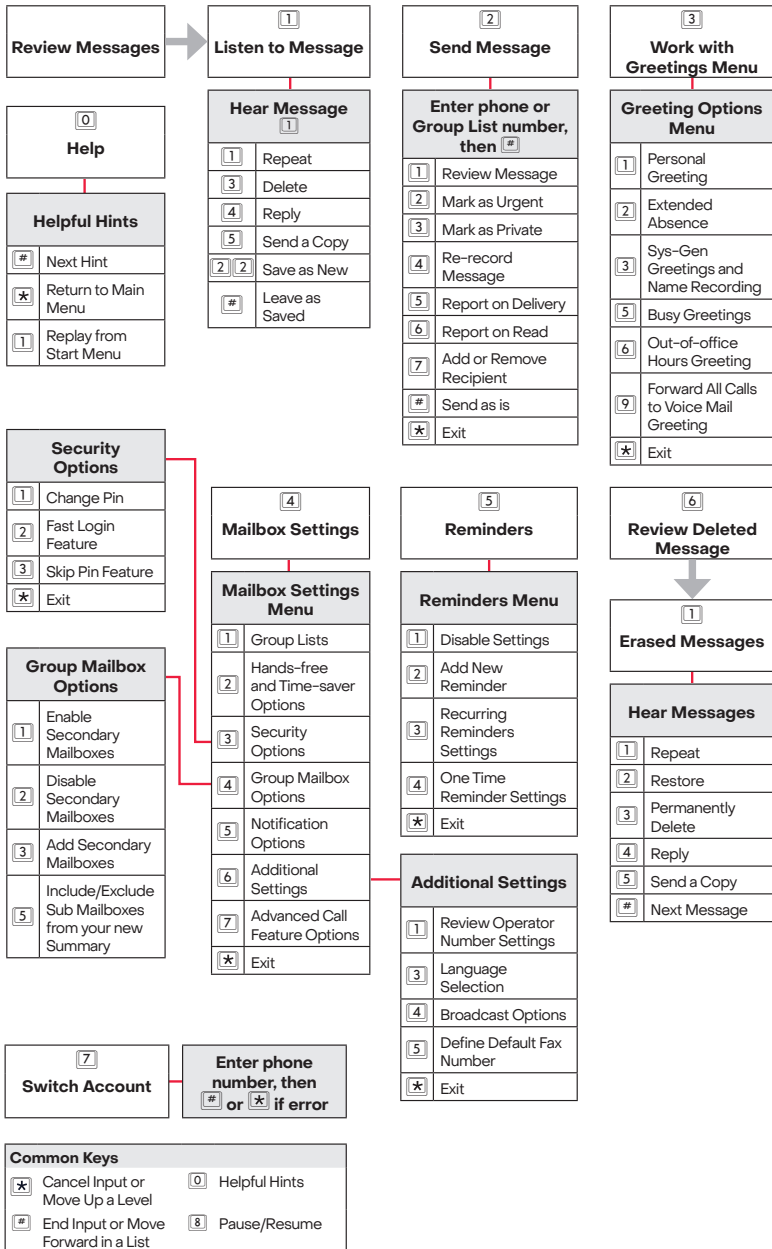 Review Messages
1
Listen to Message
Hear Message
1
1 Repeat
3 Delete
4 Reply
5 Send a Copy
2 2 Save as New
# Leave as
Saved
2
Send Message
Enter phone or
Group List number,
then #
1 Review Message
2 Mark as Urgent
3 Mark as Private
4 Re-record
Message
5 Report on Delivery
6 Report on Read
7 Add or Remove
Recipient
# Send as is
* Exit
3
Work with
Greetings Menu
Greeting Options
Menu
1 Personal
Greeting
2 Extended
Absence
3 Sys-Gen
Greetings and
Name Recording
5 Busy Greetings
6 Out-of-office
Hours Greeting
9 Forward All Calls
to Voice Mail
Greeting
* Exit
0
Help
Helpful Hints
# Next Hint
* Return to Main
Menu
1 Replay from
Start Menu
Security
Options
1 Change Pin
2 Fast Login
Feature
3 Skip Pin Feature
* Exit
Group Mailbox
Options
1 Enable
Secondary
Mailboxes
2 Disable
Secondary
Mailboxes
3 Add Secondary
Mailboxes
5 Include/Exclude
Sub Mailboxes
from your new
Summary
4
Mailbox Settings
Mailbox Settings
Menu
1 Group Lists
2 Hands-free
and Time-saver
Options
3 Security
Options
4 Group Mailbox
Options
5 Notification
Options
6 Additional
Settings
7 Advanced Call
Feature Options
* Exit
5
Reminders
Reminders Menu
1 Disable Settings
2 Add New
Reminder
3 Recurring
Reminders
Settings
4 One Time
Reminder Settings
* Exit
Additional Settings
1 Review Operator
Number Settings
3 Language
Selection
4 Broadcast Options
5 Define Default Fax
Number
* Exit
6
Review Deleted
Message
1
Erased Messages
Hear Messages
1 Repeat
2 Restore
3 Permanently
Delete
4 Reply
5 Send a Copy
# Next Message
7
Switch Account
Enter phone
number, then
# or * if error
Common Keys
* Cancel Input or
Move Up a Level
0 Helpful Hints
# End Input or Move
Forward in a List
8 Pause/Resume